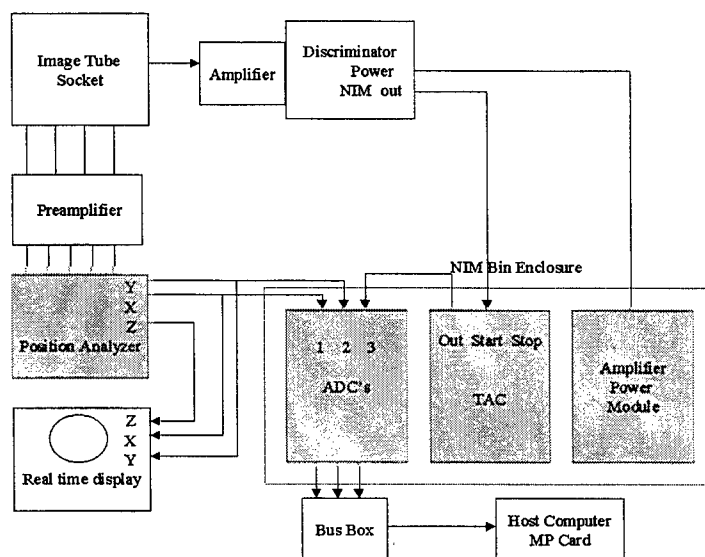 Image Tube
Socket
Amplifier
Discriminator
Power
NIM out
Preamplifier
Y
X
Z
Position Analyzer
NIM Bin Enclosure
1 2 3
ADC's
Out Start Stop
TAC
Amplifier
Power
Module
Z
X
Y
Real time display
Bus Box
Host Computer
MP Card